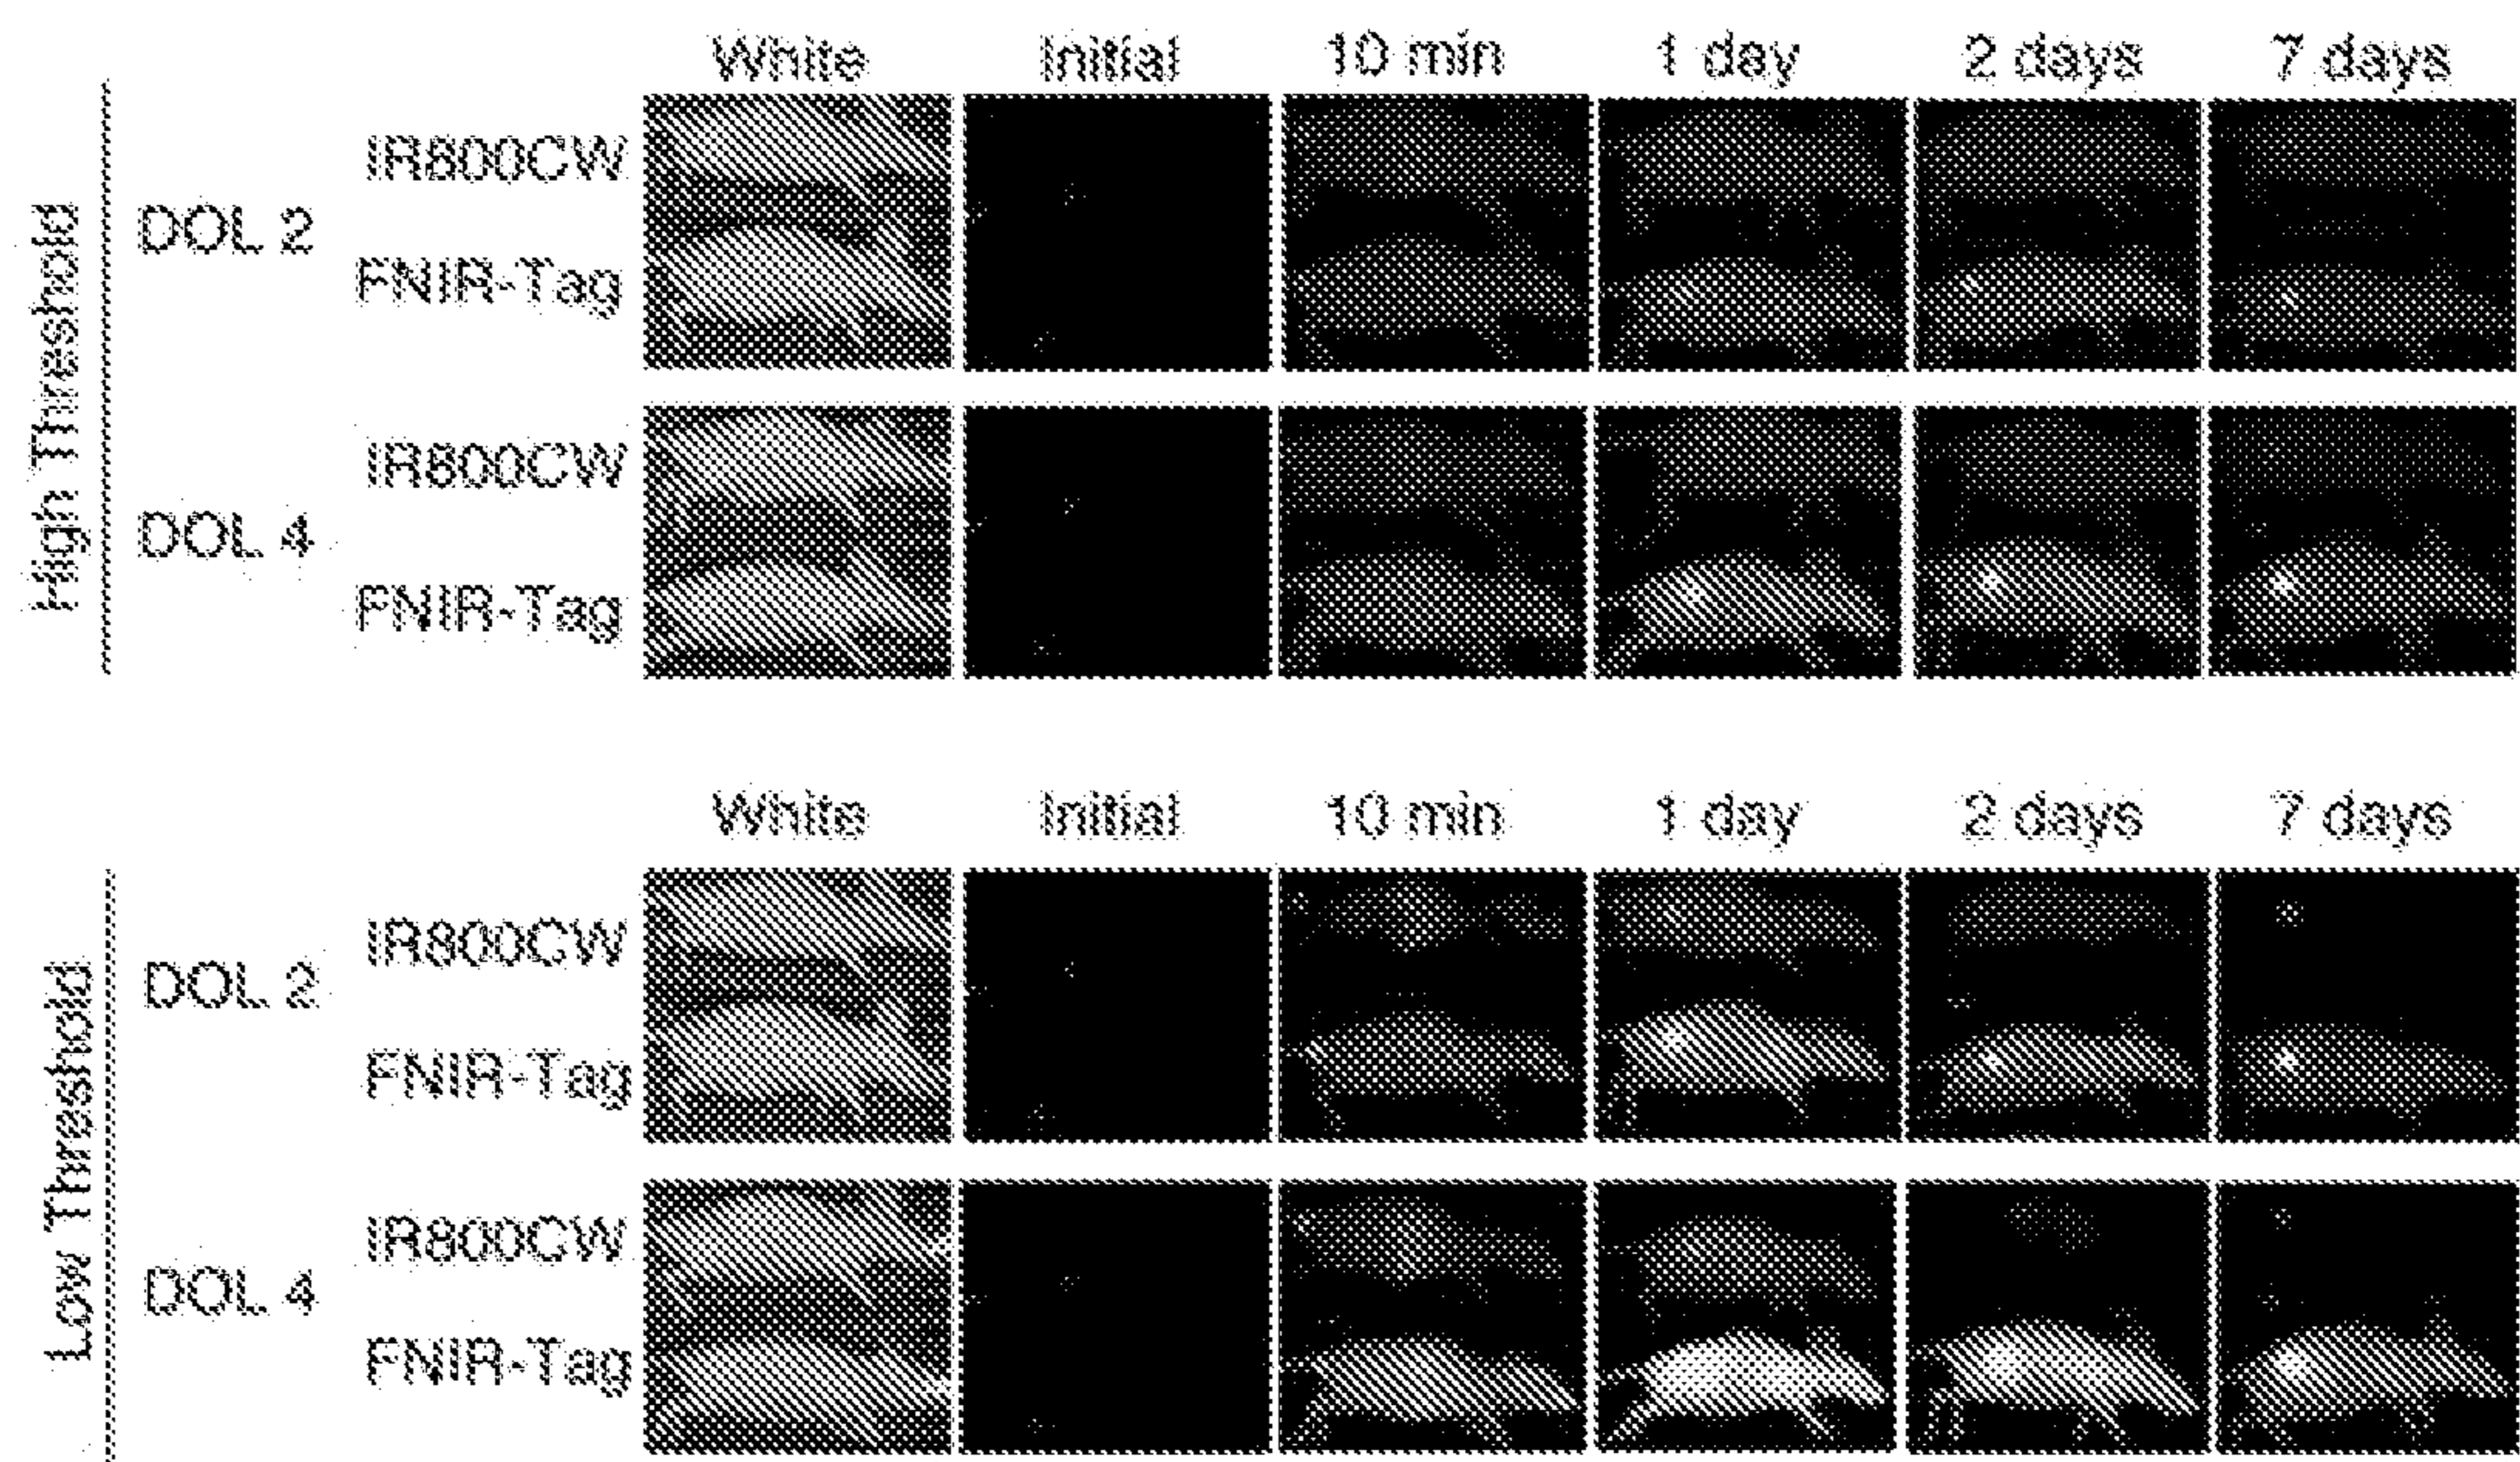 White Initial 10 min 1 day 2 days 7 days
High Threshold
DOL 2
IR800CW
FNIR-Tag
DOL 4
IR800CW
FNIR-Tag
White Initial 10 min 1 day 2 days 7 days
Low Threshold
DOL 2
IR800CW
FNIR-Tag
DOL 4
IR800CW
FNIR-Tag